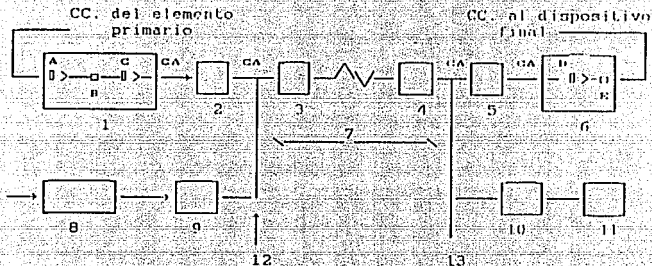 CC. del elemento primario
CC. al dispositivo final
A
C
CA
CA
CA
CA
D
B
E
1
2
3
4
5
6
7
8
9
10
11
12
13